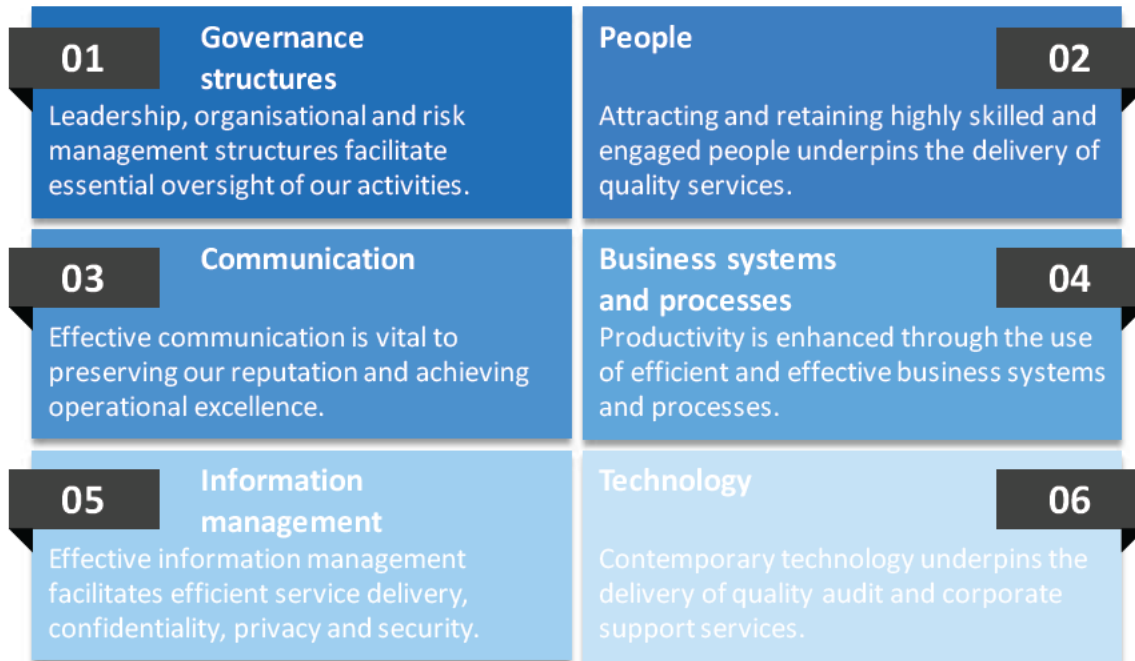 01
Governance
structures
Leadership, organisational and risk
management structures facilitate
essential oversight of our activities.
People
02
Attracting and retaining highly skilled and
engaged people underpins the delivery of
quality services.
03
Communication
Effective communication is vital to
preserving our reputation and achieving
operational excellence.
Business systems
and processes
04
Productivity is enhanced through the use
of efficient and effective business systems
and processes.
05
Information
management
Effective information management
facilitates efficient service delivery,
confidentiality, privacy and security.
Technology
06
Contemporary technology underpins the
delivery of quality audit and corporate
support services.